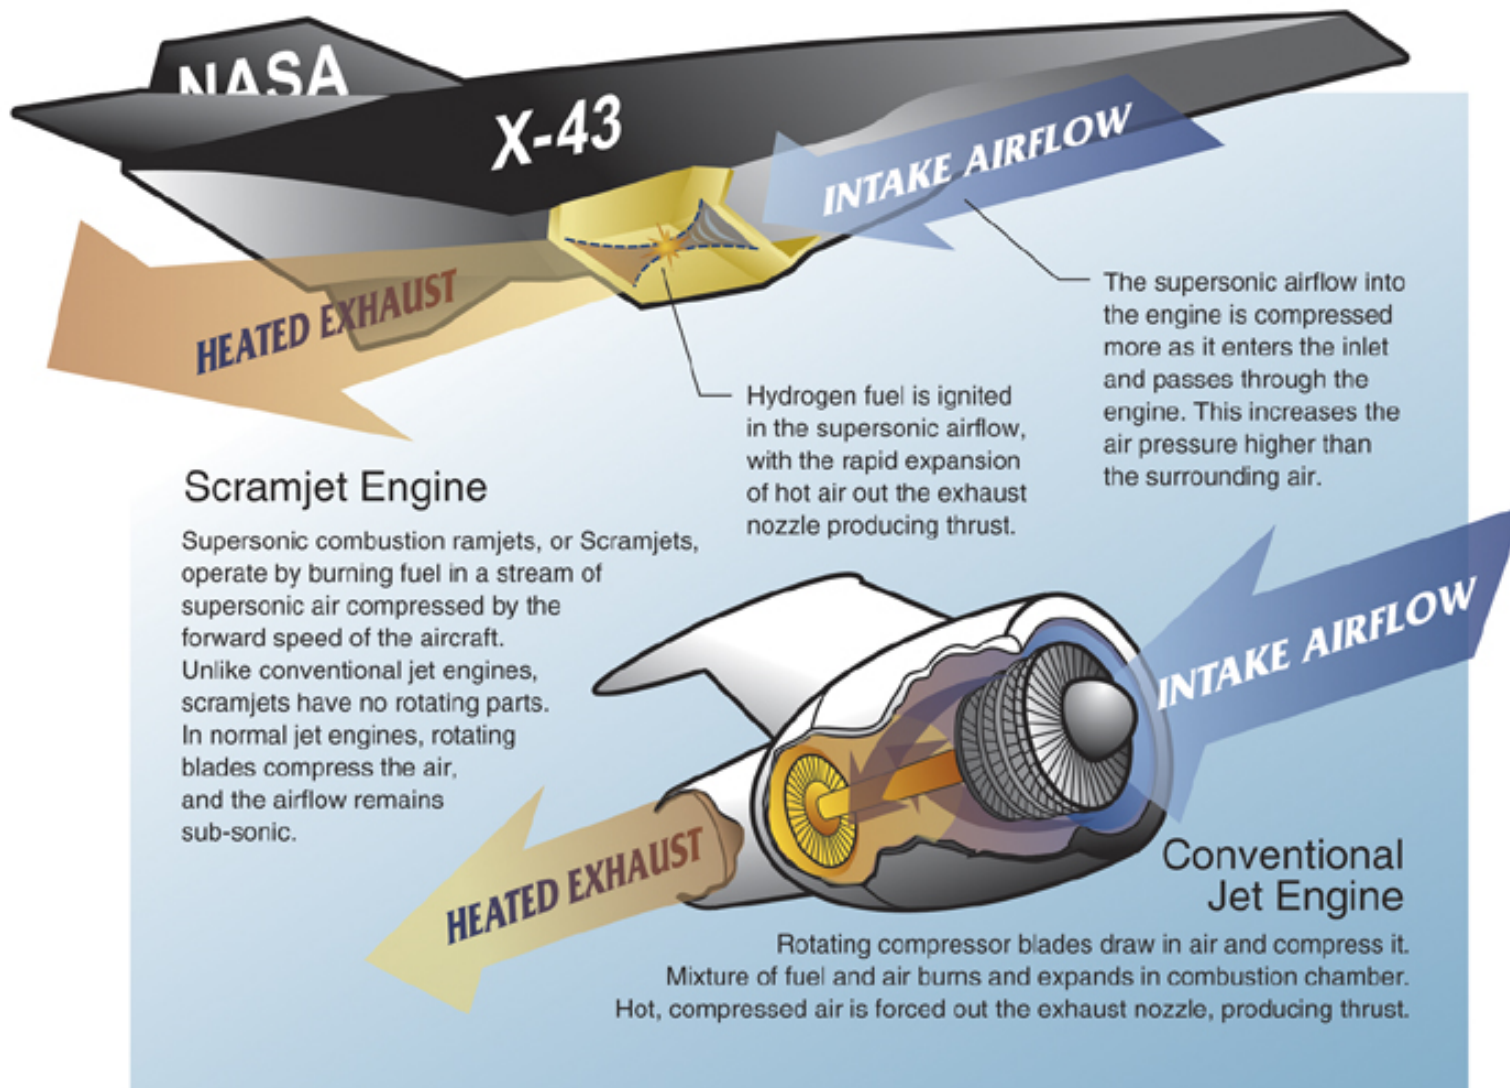 NASA
X-43
INTAKE AIRFLOW
HEATED EXHAUST
The supersonic airflow into
the engine is compressed
more as it enters the inlet
and passes through the
engine. This increases the
air pressure higher than
the surrounding air.
Hydrogen fuel is ignited
in the supersonic airflow,
with the rapid expansion
of hot air out the exhaust
nozzle producing thrust.
Scramjet Engine
Supersonic combustion ramjets, or Scramjets,
operate by burning fuel in a stream of
supersonic air compressed by the
forward speed of the aircraft.
Unlike conventional jet engines,
scramjets have no rotating parts.
In normal jet engines, rotating
blades compress the air,
and the airflow remains
sub-sonic.
INTAKE AIRFLOW
HEATED EXHAUST
Conventional
Jet Engine
Rotating compressor blades draw in air and compress it.
Mixture of fuel and air burns and expands in combustion chamber.
Hot, compressed air is forced out the exhaust nozzle, producing thrust.